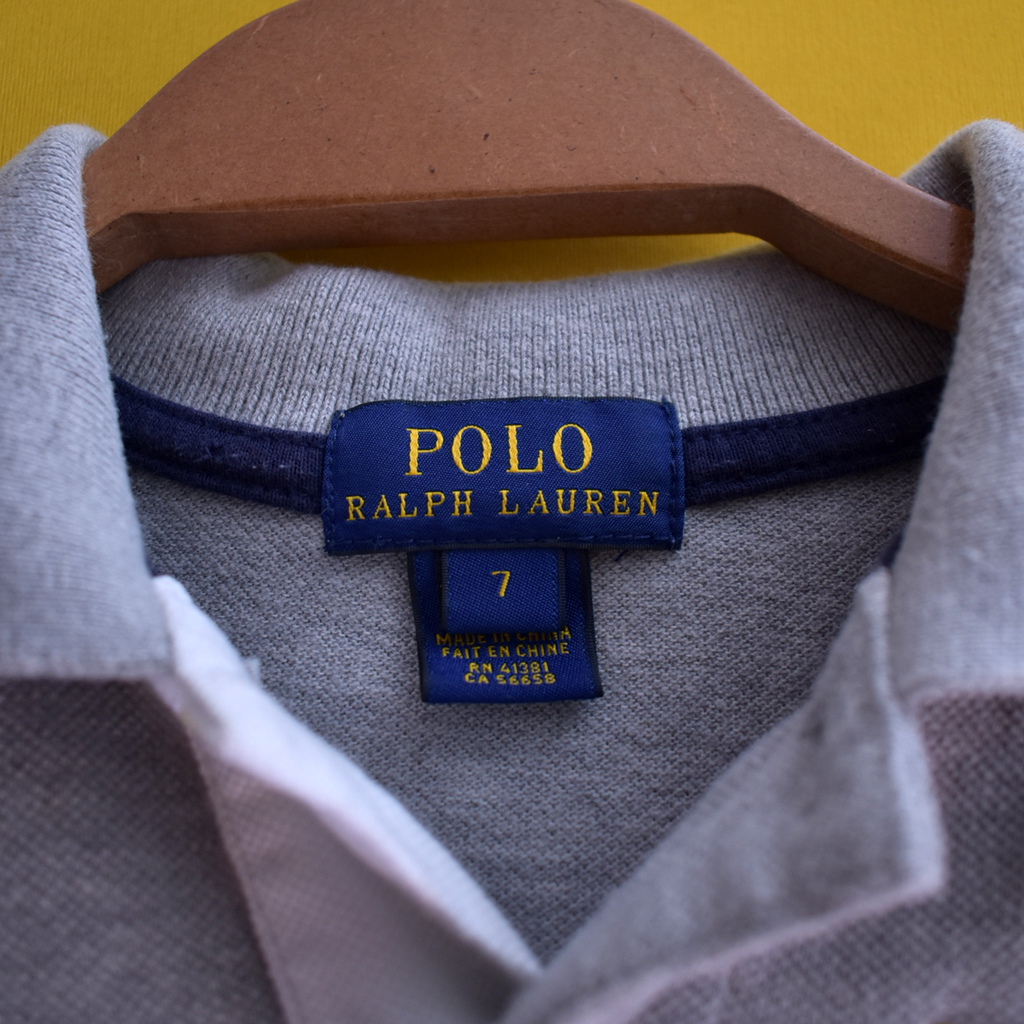 POLO
RALPH LAUREN
7
MADE IN CHINA
FAIT EN CHINE
RN 41381
CA 56658